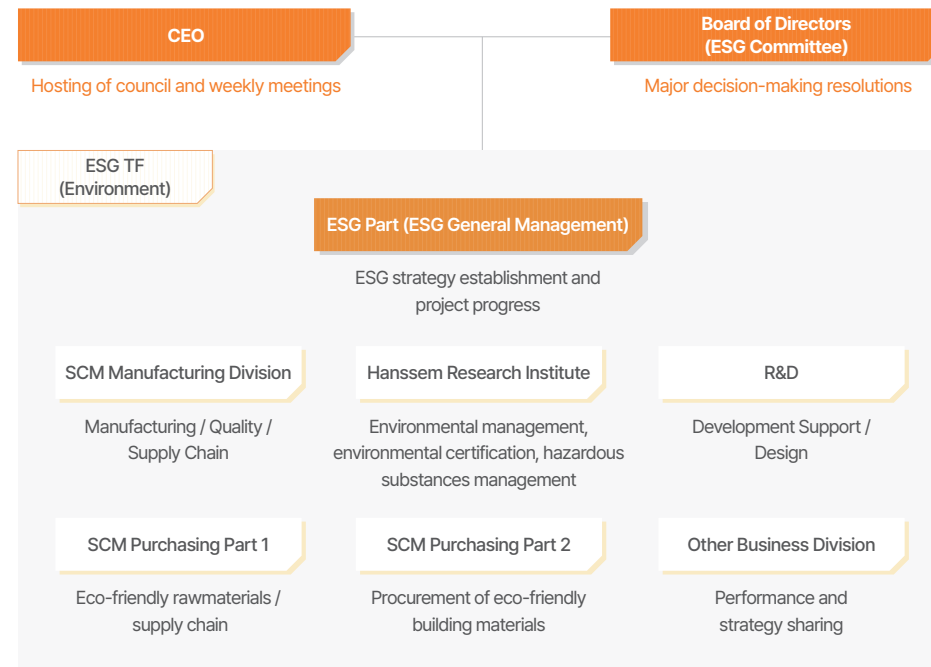 CEO
Board of Directors
(ESG Committee)
Hosting of council and weekly meetings
Major decision-making resolutions
ESG TF
(Environment)
ESG Part (ESG General Management)
ESG strategy establishment and
project progress
SCM Manufacturing Division
Manufacturing / Quality /
Supply Chain
Hanssem Research Institute
Environmental management,
environmental certification, hazardous
substances management
R&D
Development Support /
Design
SCM Purchasing Part 1
Eco-friendly rawmaterials /
supply chain
SCM Purchasing Part 2
Procurement of eco-friendly
building materials
Other Business Division
Performance and
strategy sharing